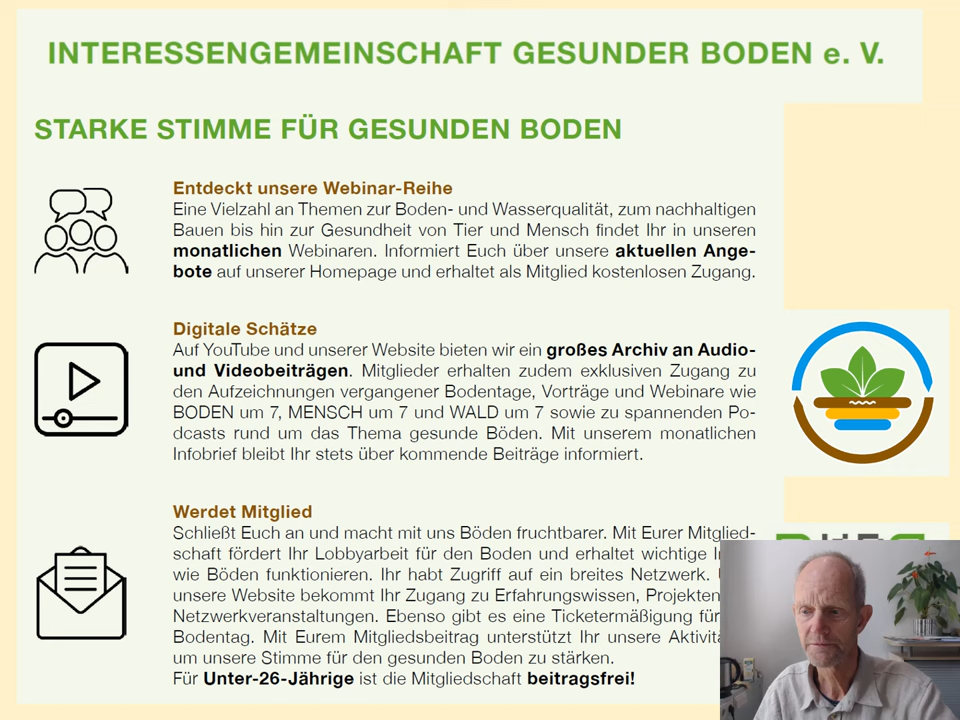 INTERESSENGEMEINSCHAFT GESUNDER BODEN e. V.
STARKE STIMME FÜR GESUNDEN BODEN
Entdeckt unsere Webinar-Reihe
Eine Vielzahl an Themen zur Boden- und Wasserqualität, zum nachhaltigen
Bauen bis hin zur Gesundheit von Tier und Mensch findet Ihr in unseren
monatlichen Webinaren. Informiert Euch über unsere aktuellen Ange-
bote auf unserer Homepage und erhaltet als Mitglied kostenlosen Zugang.
Digitale Schätze
Auf YouTube und unserer Website bieten wir ein großes Archiv an Audio-
und Videobeiträgen. Mitglieder erhalten zudem exklusiven Zugang zu
den Aufzeichnungen vergangener Bodentage, Vorträge und Webinare wie
BODEN um 7, MENSCH um 7 und WALD um 7 sowie zu spannenden Po-
dcasts rund um das Thema gesunde Böden. Mit unserem monatlichen
Infobrief bleibt Ihr stets über kommende Beiträge informiert.
Werdet Mitglied
Schließt Euch an und macht mit uns Böden fruchtbarer. Mit Eurer Mitglied-
schaft fördert Ihr Lobbyarbeit für den Boden und erhaltet wichtige
wie Böden funktionieren. Ihr habt Zugriff auf ein breites Netzwerk.
unsere Website bekommt Ihr Zugang zu Erfahrungswissen, Projekten
Netzwerkveranstaltungen. Ebenso gibt es eine Ticketermäßigung für
Bodentag. Mit Eurem Mitgliedsbeitrag unterstützt Ihr unsere
um unsere Stimme für den gesunden Boden zu stärken.
Für Unter-26-Jährige ist die Mitgliedschaft beitragsfrei!